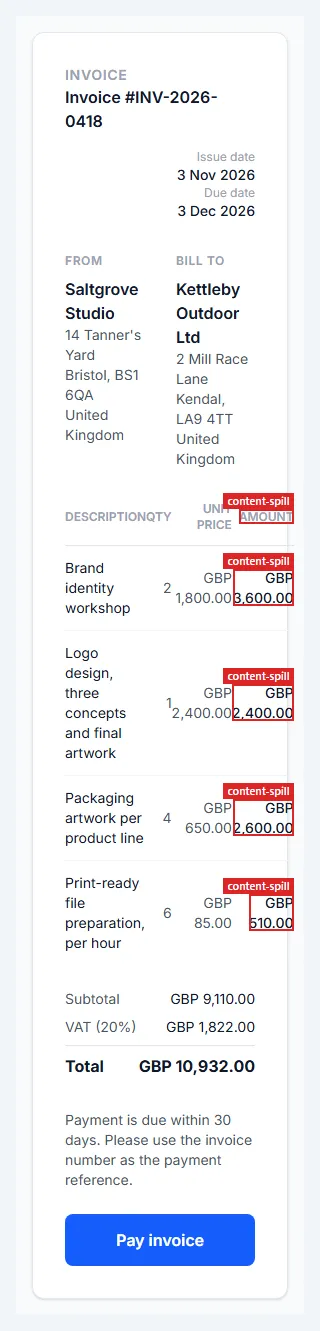 INVOICE
Invoice #INV-2026-
0418
Issue date
3 Nov 2026
Due date
3 Dec 2026
FROM
Saltgrove
Studio
14 Tanner's
Yard
Bristol, BS1
6QA
United
Kingdom
BILL TO
Kettleby
Outdoor
Ltd
2 Mill Race
Lane
Kendal,
LA9 4TT
United
Kingdom
content-spill
DESCRIPTION QTY UNIT PRICE AMOUNT
content-spill
Brand
identity
workshop
2
GBP
1,800.00
GBP
3,600.00
content-spill
Logo
design,
three
concepts
and final
artwork
1
GBP
2,400.00
GBP
2,400.00
content-spill
Packaging
artwork per
product line
4
GBP
650.00
GBP
2,600.00
content-spill
Print-ready
file
preparation,
per hour
6
GBP
85.00
GBP
510.00
Subtotal GBP 9,110.00
VAT (20%) GBP 1,822.00
Total GBP 10,932.00
Payment is due within 30
days. Please use the invoice
number as the payment
reference.
Pay invoice